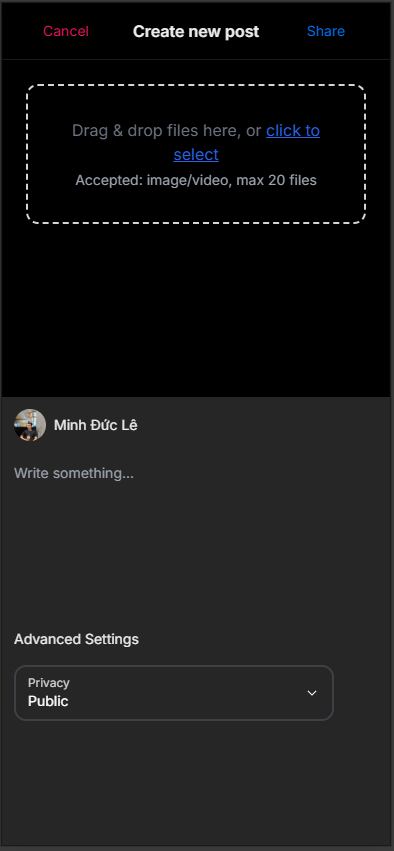 Cancel Create new post Share
Drag & drop files here, or click to
select
Accepted: image/video, max 20 files
Minh Đức Lê
Write something...
Advanced Settings
Privacy
Public